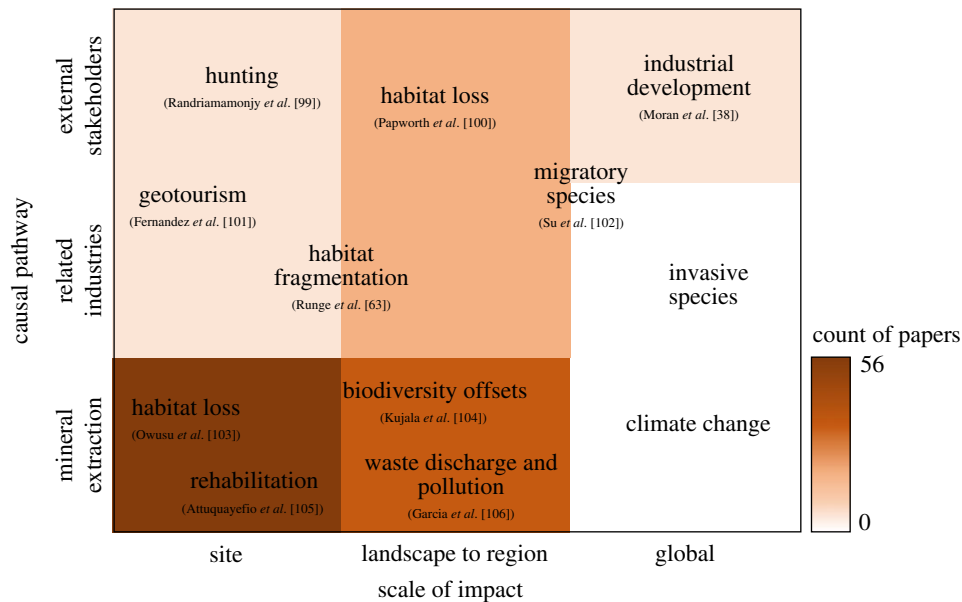 external
stakeholders
hunting
(Randriamamonjy et al. [99])
habitat loss
(Papworth et al. [100])
industrial
development
(Moran et al. [38])
causal pathway
related
industries
geotourism
(Fernandez et al. [101])
migratory
species
(Su et al. [102])
habitat
fragmentation
(Runge et al. [63])
invasive
species
mineral
extraction
habitat loss
(Owusu et al. [103])
biodiversity offsets
(Kujala et al. [104])
climate change
rehabilitation
(Attuquayefio et al. [105])
waste discharge and
pollution
(Garcia et al. [106])
count of papers
56
0
site
landscape to region
global
scale of impact